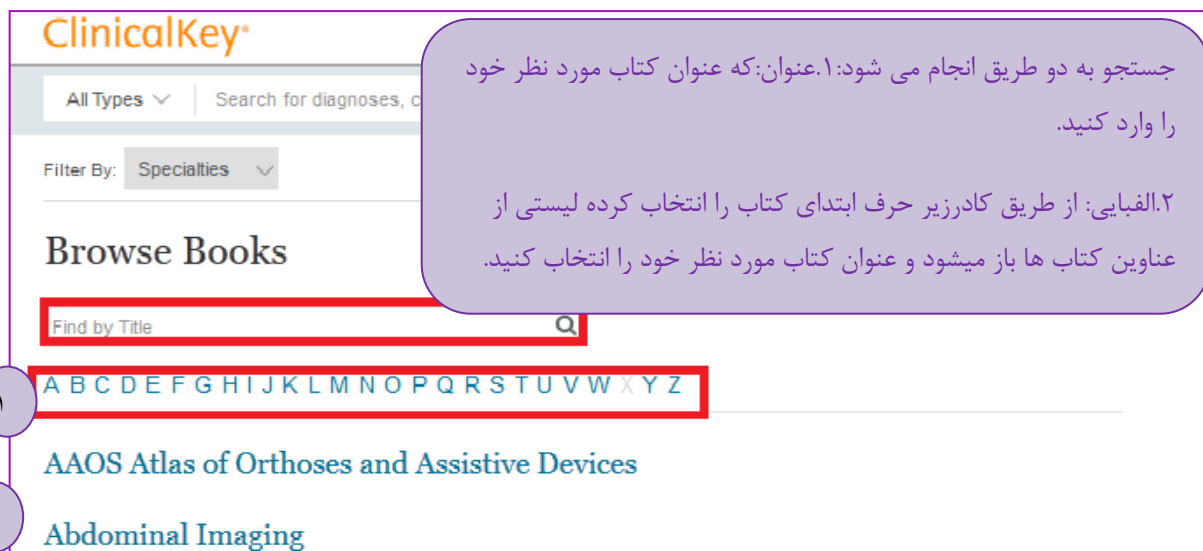 ClinicalKey
جستجو به دو طریق انجام می شود:۱.عنوان:که عنوان کتاب مورد نظر خود
را وارد کنید.
۲.الفبایی: از طریق کادرزیر حرف ابتدای کتاب را انتخاب کرده لیستی از
عناوین کتاب ها باز میشود و عنوان کتاب مورد نظر خود را انتخاب کنید.
All Types
Search for diagnoses, c
Filter By: Specialties
Browse Books
Find by Title
A B C D E F G H I J K L M N O P Q R S T U V W X Y Z
AAOS Atlas of Orthoses and Assistive Devices
Abdominal Imaging